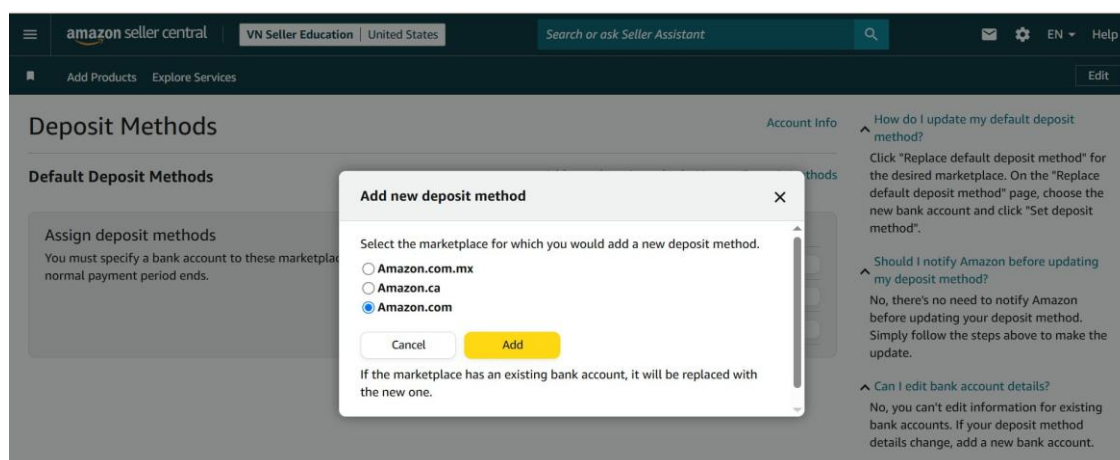 amazon seller central
VN Seller Education | United States
Search or ask Seller Assistant
EN
Help
Add Products Explore Services
Edit
Deposit Methods
Account Info
Default Deposit Methods
thods
Assign deposit methods
You must specify a bank account to these marketplac
normal payment period ends.
Add new deposit method
Select the marketplace for which you would add a new deposit method.
Amazon.com.mx
Amazon.ca
Amazon.com
Cancel
Add
If the marketplace has an existing bank account, it will be replaced with
the new one.
How do I update my default deposit
method?
Click "Replace default deposit method" for
the desired marketplace. On the "Replace
default deposit method" page, choose the
new bank account and click "Set deposit
method".
Should I notify Amazon before updating
my deposit method?
No, there's no need to notify Amazon
before updating your deposit method.
Simply follow the steps above to make the
update.
Can I edit bank account details?
No, you can't edit information for existing
bank accounts. If your deposit method
details change, add a new bank account.